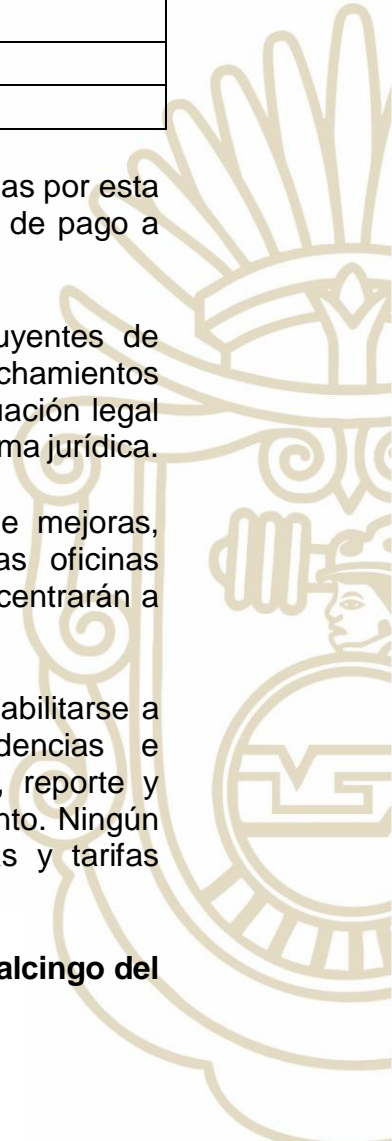 as por esta
de pago a
uyentes de
chamientos
uación legal
ma jurídica.
e mejoras,
as oficinas
centrarán a
abilitarse a
dencias e
, reporte y
nto. Ningún
as y tarifas
alcingo del